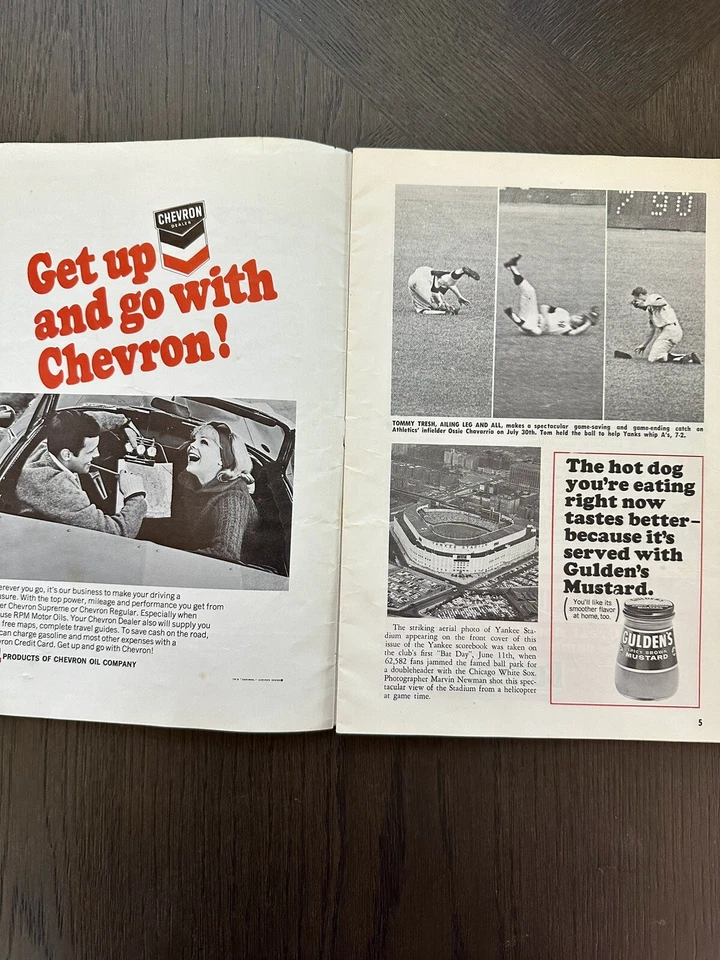 CHEVRON
DEALER
Get up
and go with
Chevron!
erever you go, it's our business to make your driving a
sure. With the top power, mileage and performance you get from
er Chevron Supreme or Chevron Regular. Especially when
use RPM Motor Oils. Your Chevron Dealer also will supply you
free maps, complete travel guides. To save cash on the road,
can charge gasoline and most other expenses with a
ron Credit Card. Get up and go with Chevron!
PRODUCTS OF CHEVRON OIL COMPANY
7 90
TOMMY TRESH, AILING LEG AND ALL, makes a spectacular game-saving and game-ending catch on
Athletics' infielder Ossie Chavarria on July 30th. Tom held the ball to help Yanks whip A's, 7-2.
YANKEE STADIUM
The striking aerial photo of Yankee Sta-
dium appearing on the front cover of this
issue of the Yankee scorebook was taken on
the club's first "Bat Day", June 11th, when
62,582 fans jammed the famed ball park for
a doubleheader with the Chicago White Sox.
Photographer Marvin Newman shot this spec-
tacular view of the Stadium from a helicopter
at game time.
The hot dog
you're eating
right now
tastes better–
because it's
served with
Gulden's
Mustard.
(You'll like its
smoother flavor
at home, too.)
GULDEN'S
SPICY BROWN
MUSTARD
5